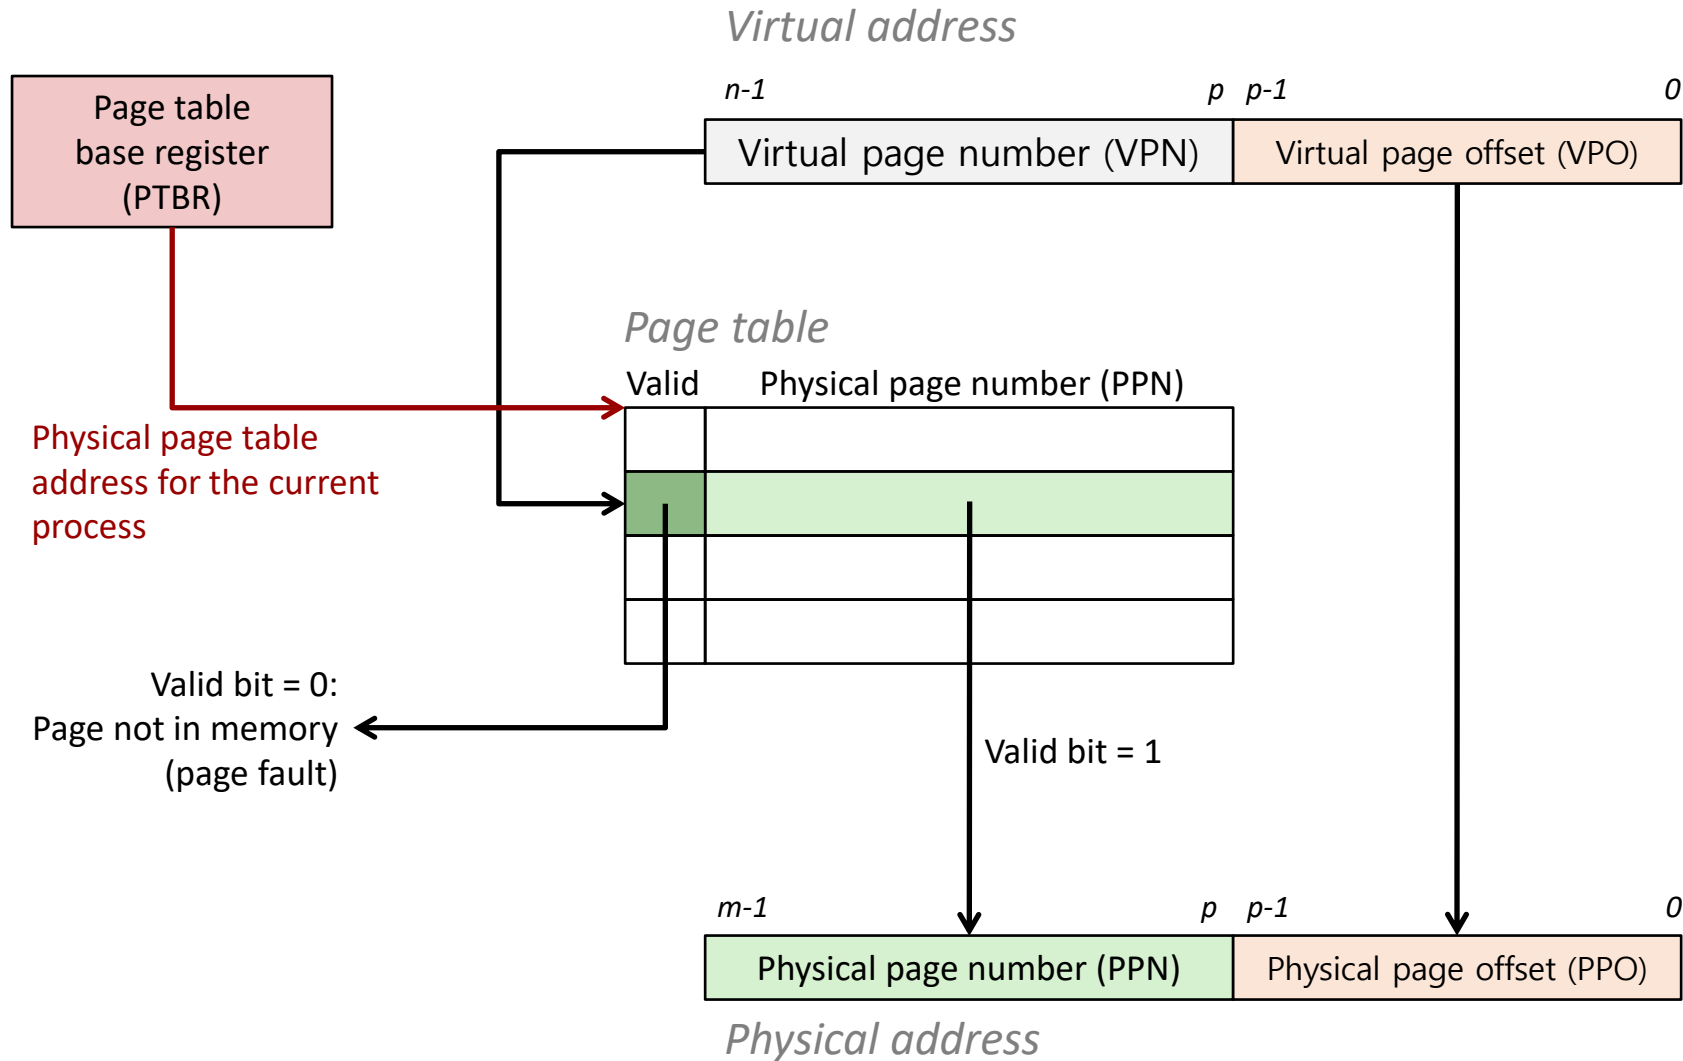 Virtual address
Page table
base register
(PTBR)
n-1 p p-1 0
Virtual page number (VPN) Virtual page offset (VPO)
Page table
Valid Physical page number (PPN)
Physical page table
address for the current
process
Valid bit = 0:
Page not in memory
(page fault)
Valid bit = 1
m-1 p p-1 0
Physical page number (PPN) Physical page offset (PPO)
Physical address